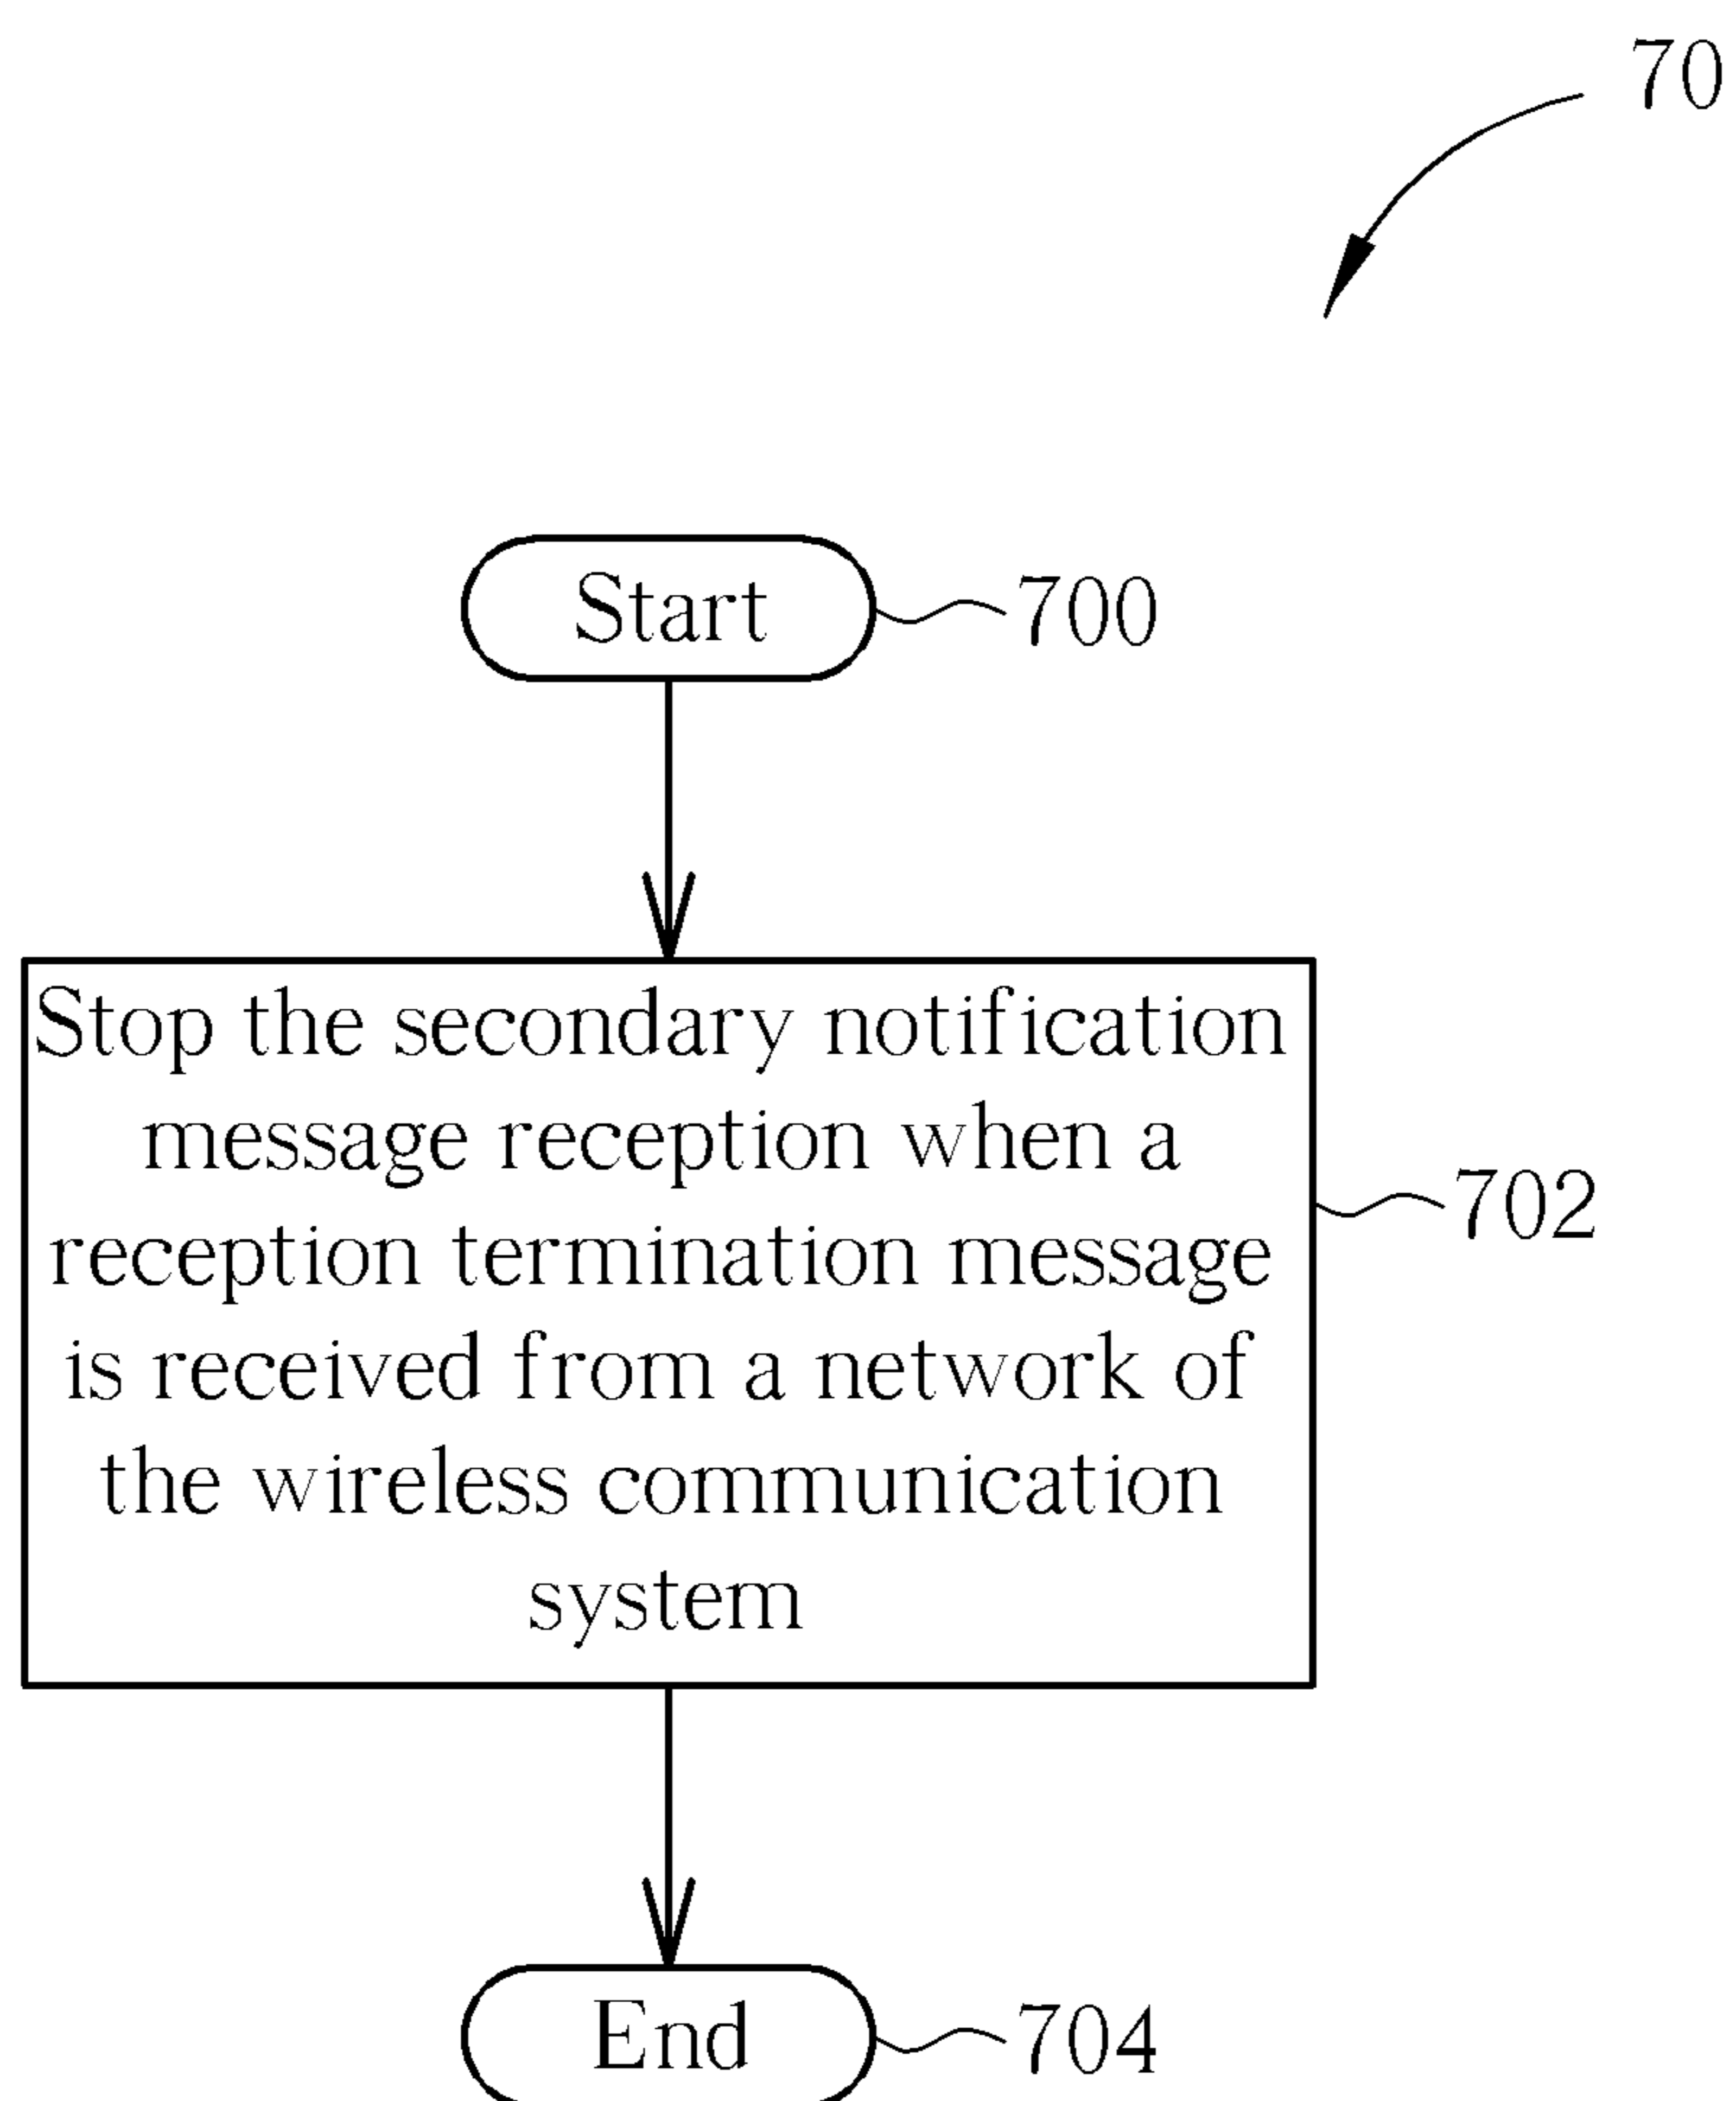 70
Start
700
Stop the secondary notification
message reception when a
reception termination message
is received from a network of
the wireless communication
system
702
End
704